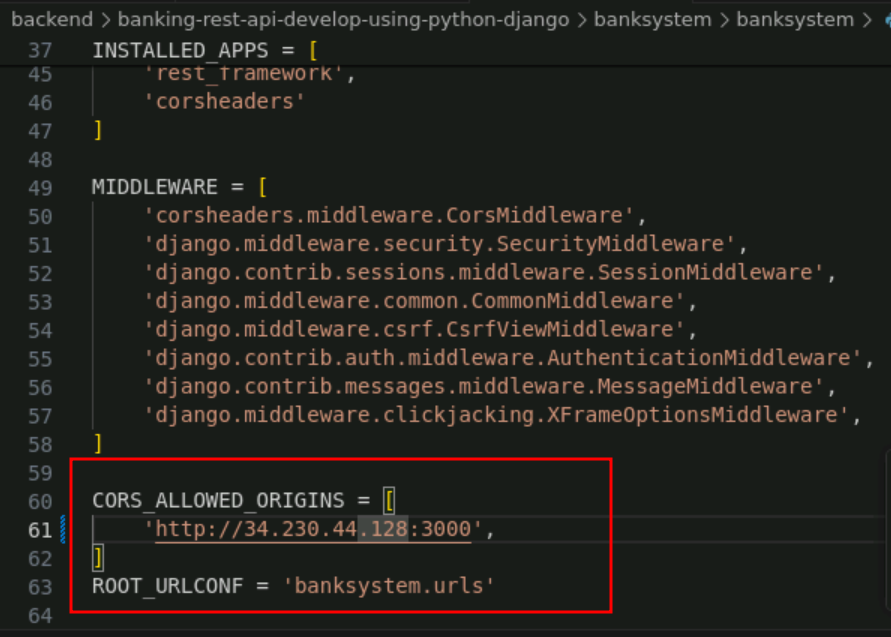 backend > banking-rest-api-develop-using-python-django > banksystem > banksystem >
37 INSTALLED_APPS = [
45     'rest_framework',
46     'corsheaders'
47 ]
48
49 MIDDLEWARE = [
50     'corsheaders.middleware.CorsMiddleware',
51     'django.middleware.security.SecurityMiddleware',
52     'django.contrib.sessions.middleware.SessionMiddleware',
53     'django.middleware.common.CommonMiddleware',
54     'django.middleware.csrf.CsrfViewMiddleware',
55     'django.contrib.auth.middleware.AuthenticationMiddleware',
56     'django.contrib.messages.middleware.MessageMiddleware',
57     'django.middleware.clickjacking.XFrameOptionsMiddleware',
58 ]
59
60 CORS_ALLOWED_ORIGINS = [
61     'http://34.230.44.128:3000',
62 ]
63 ROOT_URLCONF = 'banksystem.urls'
64